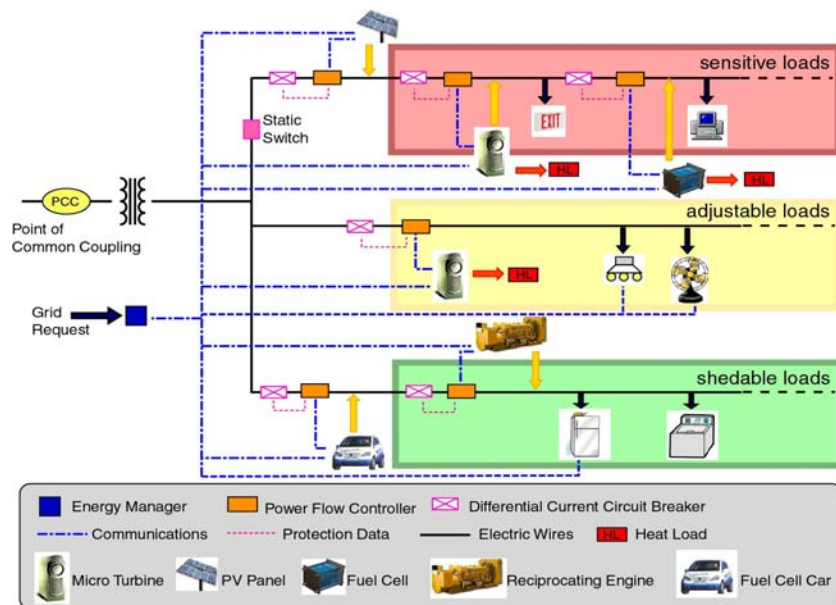 sensitive loads
EXIT
Static
Switch
HL
HL
PCC
Point of
Common Coupling
adjustable loads
HL
Grid
Request
shedable loads
Energy Manager
Power Flow Controller
Differential Current Circuit Breaker
Communications
Protection Data
Electric Wires
HL
Heat Load
Micro Turbine
PV Panel
Fuel Cell
Reciprocating Engine
Fuel Cell Car